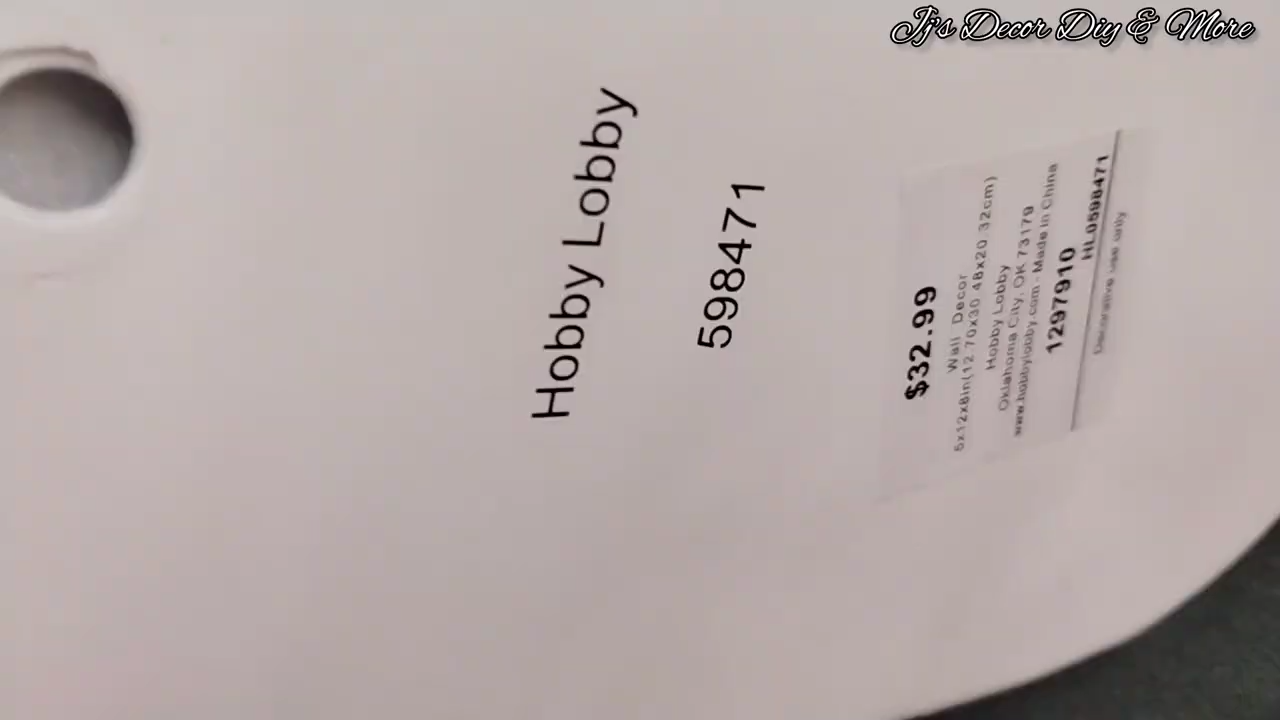 Jj's Decor Diy & More
Hobby Lobby
598471
$32.99
Wall Decor
5x12x8in(12.70x30.48x20.32cm)
Hobby Lobby
Oklahoma City, OK 73179
www.hobbylobby.com - Made in China
1297910
HL0598471
Decorative use only